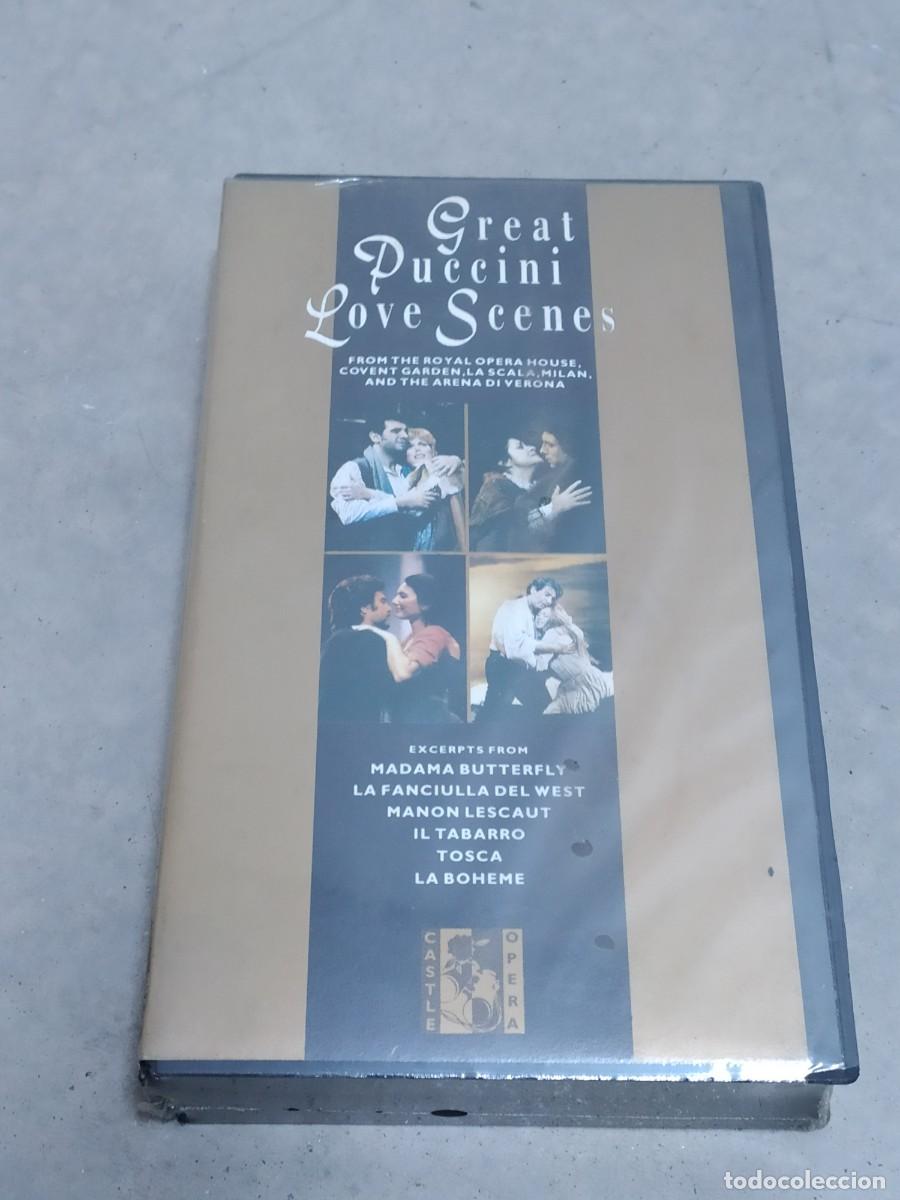 Great
Puccini
Love Scenes
FROM THE ROYAL OPERA HOUSE,
COVENT GARDEN, LA SCALA, MILAN,
AND THE ARENA DI VERONA
EXCERPTS FROM
MADAMA BUTTERFLY
LA FANCIULLA DEL WEST
MANON LESCAUT
IL TABARRO
TOSCA
LA BOHEME
CASTLE
OPERA
todocoleccion